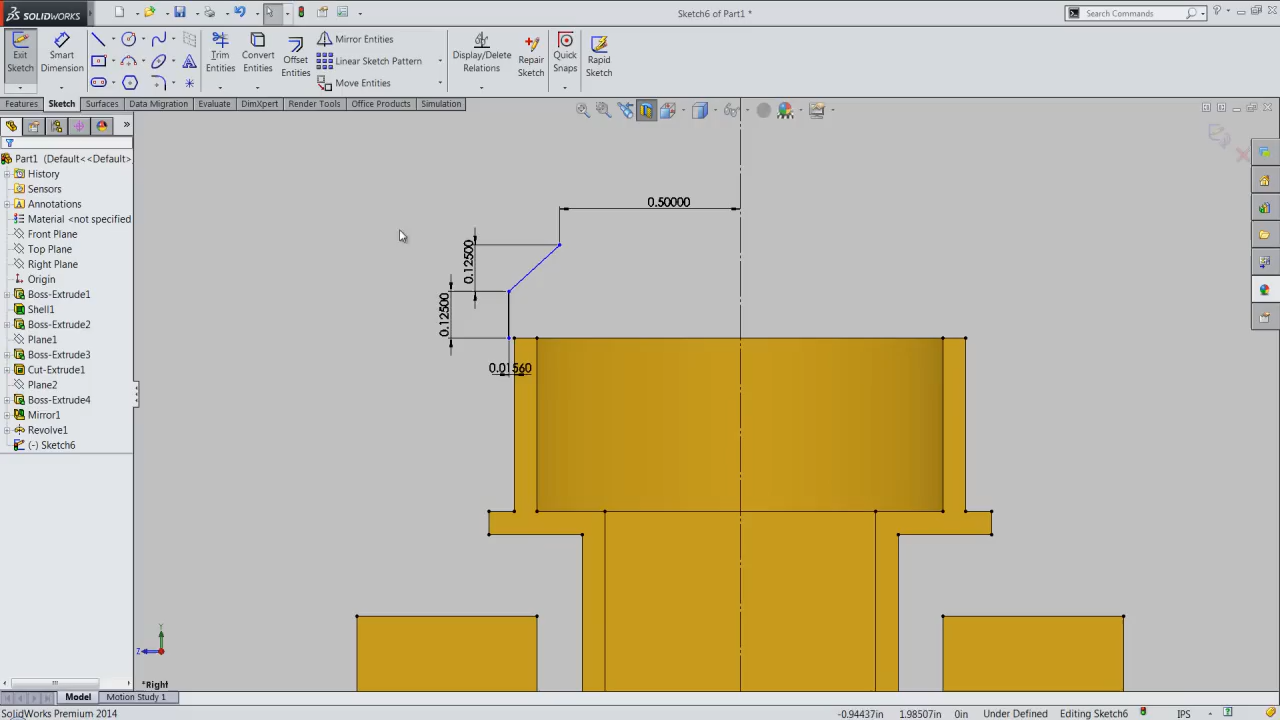 SOLIDWORKS
Sketch6 of Part1 *
Search Commands
Exit Sketch
Smart Dimension
Trim Entities
Convert Entities
Offset Entities
Mirror Entities
Linear Sketch Pattern
Move Entities
Display/Delete Relations
Repair Sketch
Quick Snaps
Rapid Sketch
Features
Sketch
Surfaces
Data Migration
Evaluate
DimXpert
Render Tools
Office Products
Simulation
Part1 (Default<<Default>
History
Sensors
Annotations
Material <not specified
Front Plane
Top Plane
Right Plane
Origin
Boss-Extrude1
Shell1
Boss-Extrude2
Plane1
Boss-Extrude3
Cut-Extrude1
Plane2
Boss-Extrude4
Mirror1
Revolve1
(-) Sketch6
0.50000
0.12500
0.12500
0.01560
Y
Z
*Right
Model
Motion Study 1
SolidWorks Premium 2014
-0.94437in
1.98507in
0in
Under Defined
Editing Sketch6
IPS